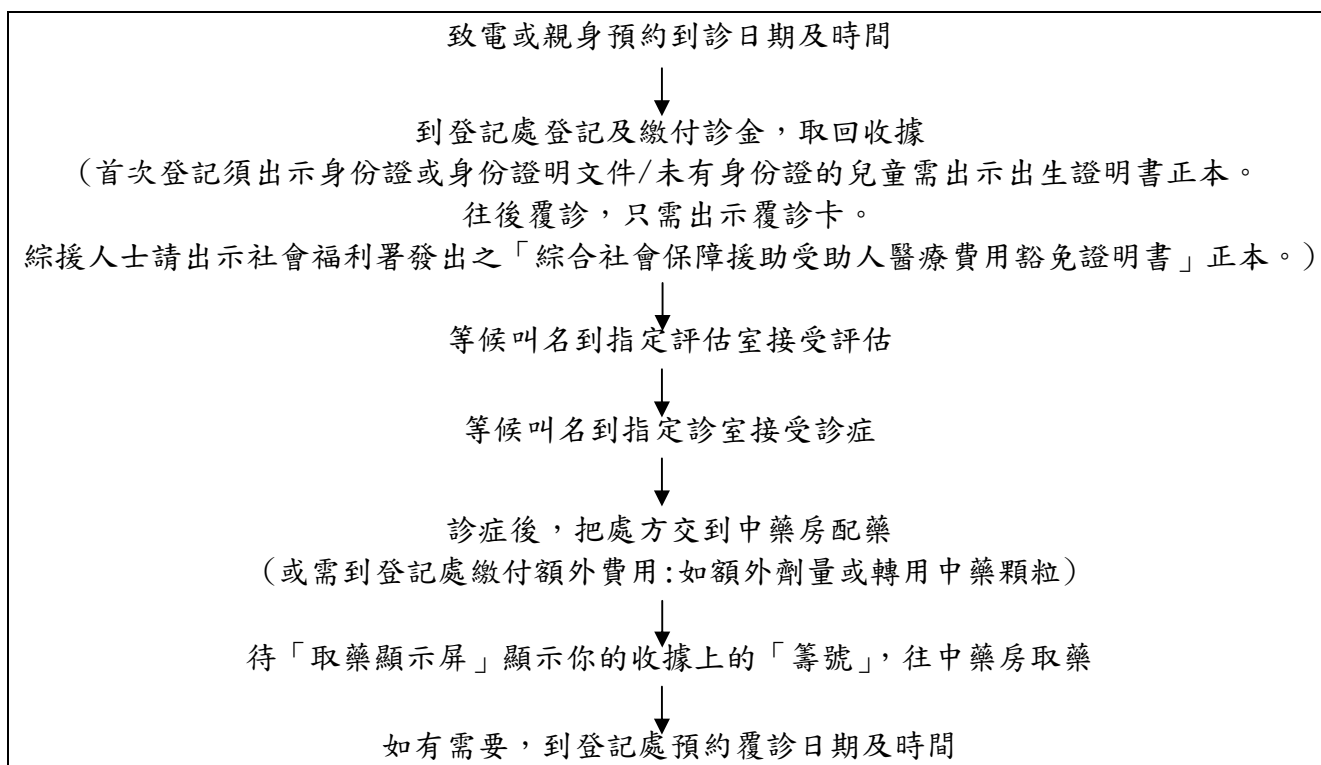 致電或親身預約到診日期及時間
到登記處登記及繳付診金，取回收據
（首次登記須出示身份證或身份證明文件/未有身份證的兒童需出示出生證明書正本。
往後覆診，只需出示覆診卡。
綜援人士請出示社會福利署發出之「綜合社會保障援助受助人醫療費用豁免證明書」正本。）
等候叫名到指定評估室接受評估
等候叫名到指定診室接受診症
診症後，把處方交到中藥房配藥
（或需到登記處繳付額外費用:如額外劑量或轉用中藥顆粒）
待「取藥顯示屏」顯示你的收據上的「籌號」，往中藥房取藥
如有需要，到登記處預約覆診日期及時間